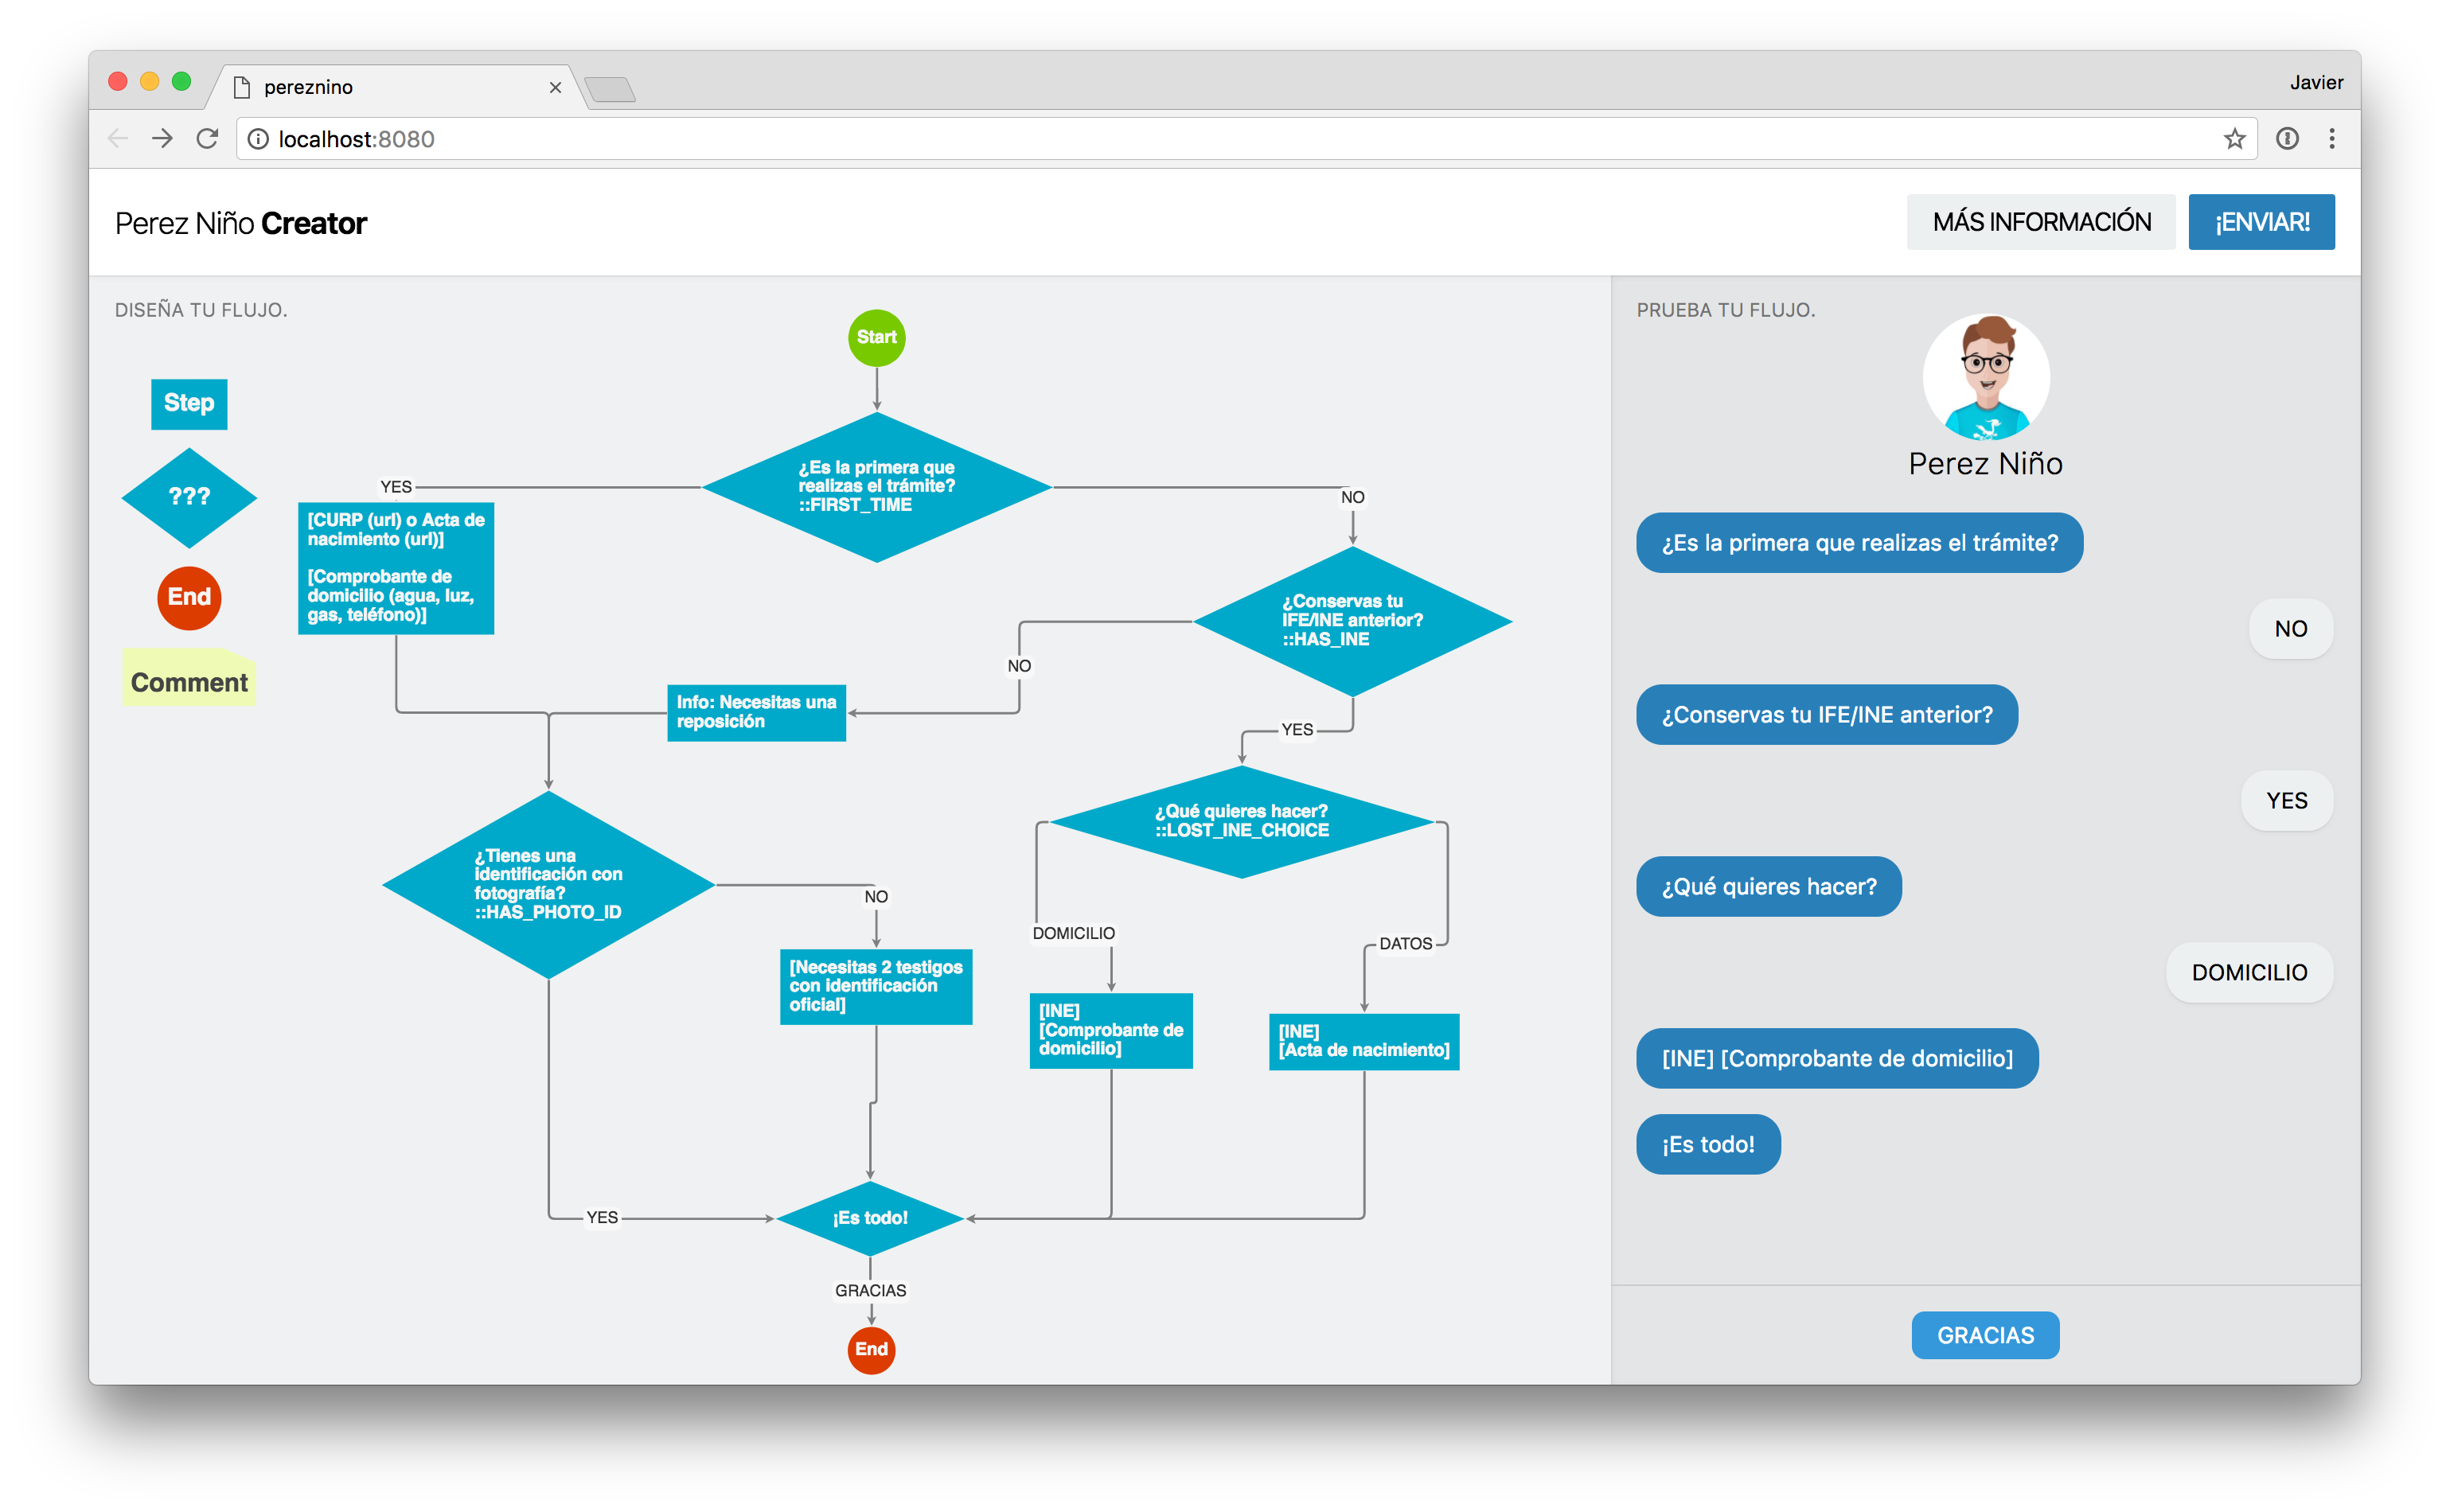 pereznino
Javier
localhost:8080
Perez Niño Creator
MÁS INFORMACIÓN
¡ENVIAR!
DISEÑA TU FLUJO.
Step
???
End
Comment
Start
¿Es la primera que
realizas el trámite?
::FIRST_TIME
YES
[CURP (url) o Acta de
nacimiento (url)]
[Comprobante de
domicilio (agua, luz,
gas, teléfono)]
NO
¿Conservas tu
IFE/INE anterior?
::HAS_INE
NO
Info: Necesitas una
reposición
YES
¿Qué quieres hacer?
::LOST_INE_CHOICE
¿Tienes una
identificación con
fotografía?
::HAS_PHOTO_ID
NO
[Necesitas 2 testigos
con identificación
oficial]
DOMICILIO
[INE]
[Comprobante de
domicilio]
DATOS
[INE]
[Acta de nacimiento]
YES
¡Es todo!
GRACIAS
End
PRUEBA TU FLUJO.
Perez Niño
¿Es la primera que realizas el trámite?
NO
¿Conservas tu IFE/INE anterior?
YES
¿Qué quieres hacer?
DOMICILIO
[INE] [Comprobante de domicilio]
¡Es todo!
GRACIAS